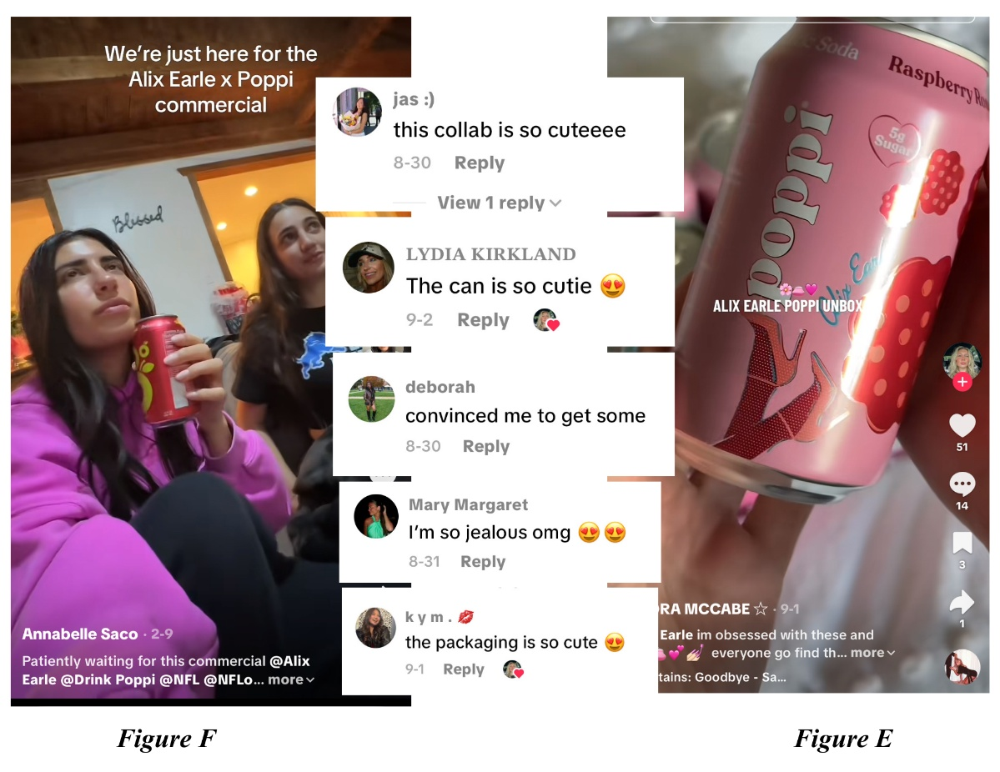 We're just here for the
Alix Earle x Poppi
commercial
Blessed
Annabelle Saco · 2-9
Patiently waiting for this commercial @Alix
Earle @Drink Poppi @NFL @NFLo... more
jas :)
this collab is so cuteeee
8-30 Reply
View 1 reply
LYDIA KIRKLAND
The can is so cutie 😍
9-2 Reply
deborah
convinced me to get some
8-30 Reply
Mary Margaret
I'm so jealous omg 😍😍
8-31 Reply
k y m . 💋
the packaging is so cute 😍
9-1 Reply
Soda
Raspberry
poppi
5g
Sugar
Alix Earl
ALIX EARLE POPPI UNBOX
51
14
3
1
RA MCCABE ☆ · 9-1
Earle im obsessed with these and
💕💅🏼 everyone go find th... more
tains: Goodbye - Sa...
Figure F
Figure E